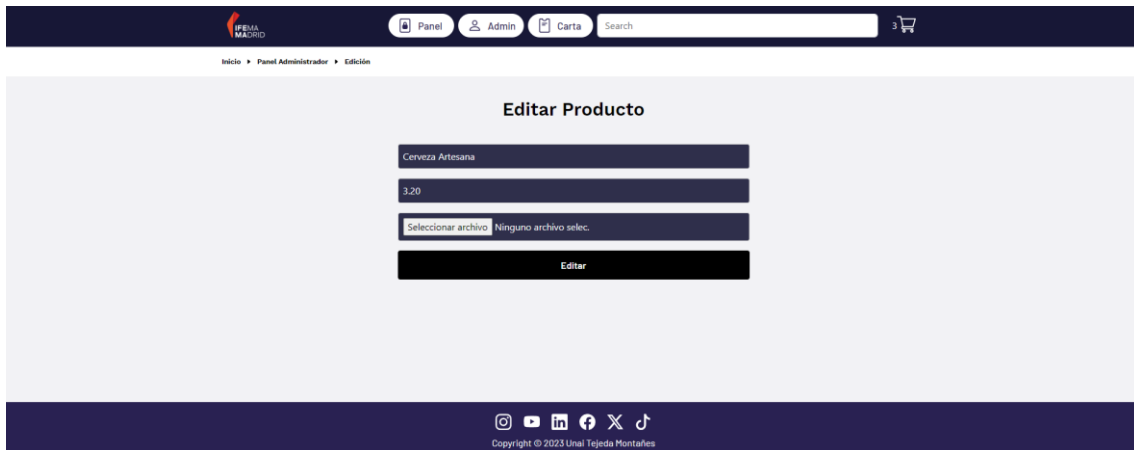 IFEMA
MADRID
Panel
Admin
Carta
Search
3
Inicio ▸ Panel Administrador ▸ Edición
Editar Producto
Cerveza Artesana
3.20
Seleccionar archivo Ninguno archivo selec.
Editar
Copyright © 2023 Unai Tejeda Montañes